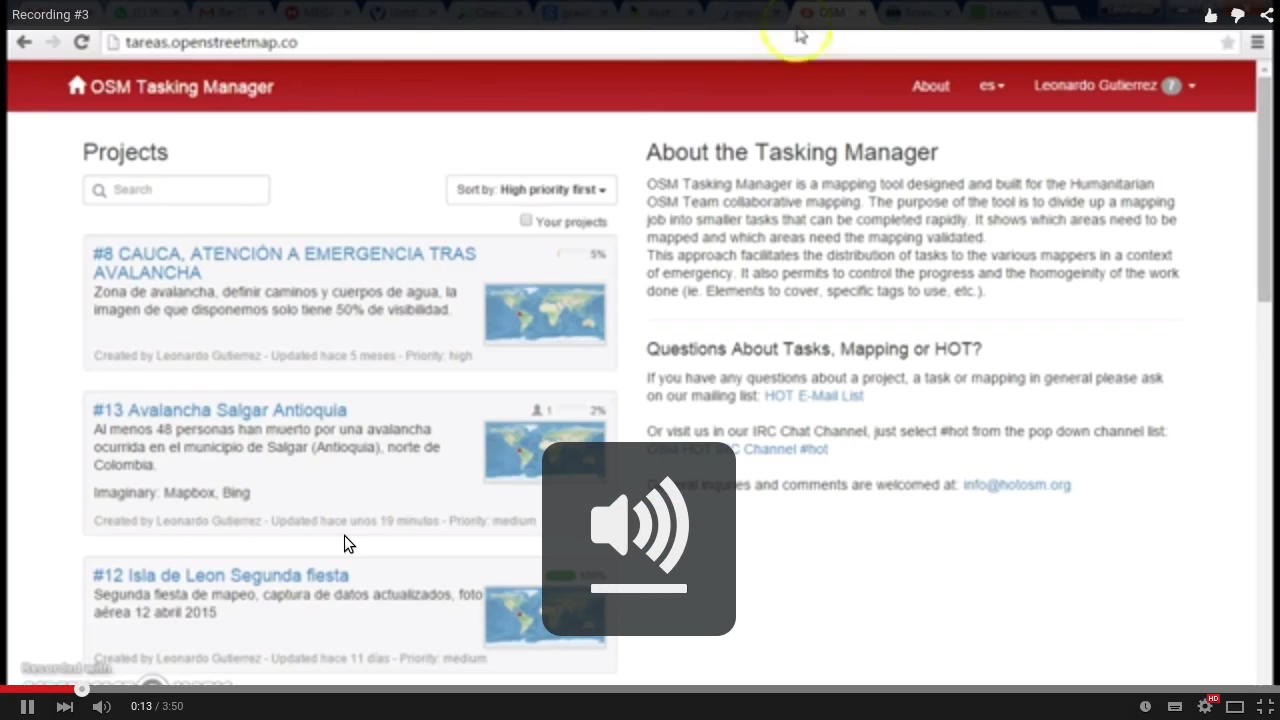 Recording #3
tareas.openstreetmap.co
OSM Tasking Manager
About
es
Leonardo Gutierrez 7
Projects
Search
Sort by: High priority first
Your projects
#8 CAUCA, ATENCIÓN A EMERGENCIA TRAS
AVALANCHA
5%
Zona de avalancha, definir caminos y cuerpos de agua, la
imagen de que disponemos solo tiene 50% de visibilidad.
Created by Leonardo Gutierrez - Updated hace 5 meses - Priority: high
#13 Avalancha Salgar Antioquia
1
2%
Al menos 48 personas han muerto por una avalancha
ocurrida en el municipio de Salgar (Antioquia), norte de
Colombia.
Imaginary: Mapbox, Bing
Created by Leonardo Gutierrez - Updated hace unos 19 minutos - Priority: medium
#12 Isla de Leon Segunda fiesta
100%
Segunda fiesta de mapeo, captura de datos actualizados, foto
aérea 12 abril 2015
Created by Leonardo Gutierrez - Updated hace 11 días - Priority: medium
About the Tasking Manager
OSM Tasking Manager is a mapping tool designed and built for the Humanitarian
OSM Team collaborative mapping. The purpose of the tool is to divide up a mapping
job into smaller tasks that can be completed rapidly. It shows which areas need to be
mapped and which areas need the mapping validated.
This approach facilitates the distribution of tasks to the various mappers in a context
of emergency. It also permits to control the progress and the homogeinity of the work
done (ie. Elements to cover, specific tags to use, etc.).
Questions About Tasks, Mapping or HOT?
If you have any questions about a project, a task or mapping in general please ask
on our mailing list: HOT E-Mail List
Or visit us in our IRC Chat Channel, just select #hot from the pop down channel list:
OSM HOT IRC Channel #hot
General inquries and comments are welcomed at: info@hotosm.org
Recorded with
0:13 / 3:50
HD